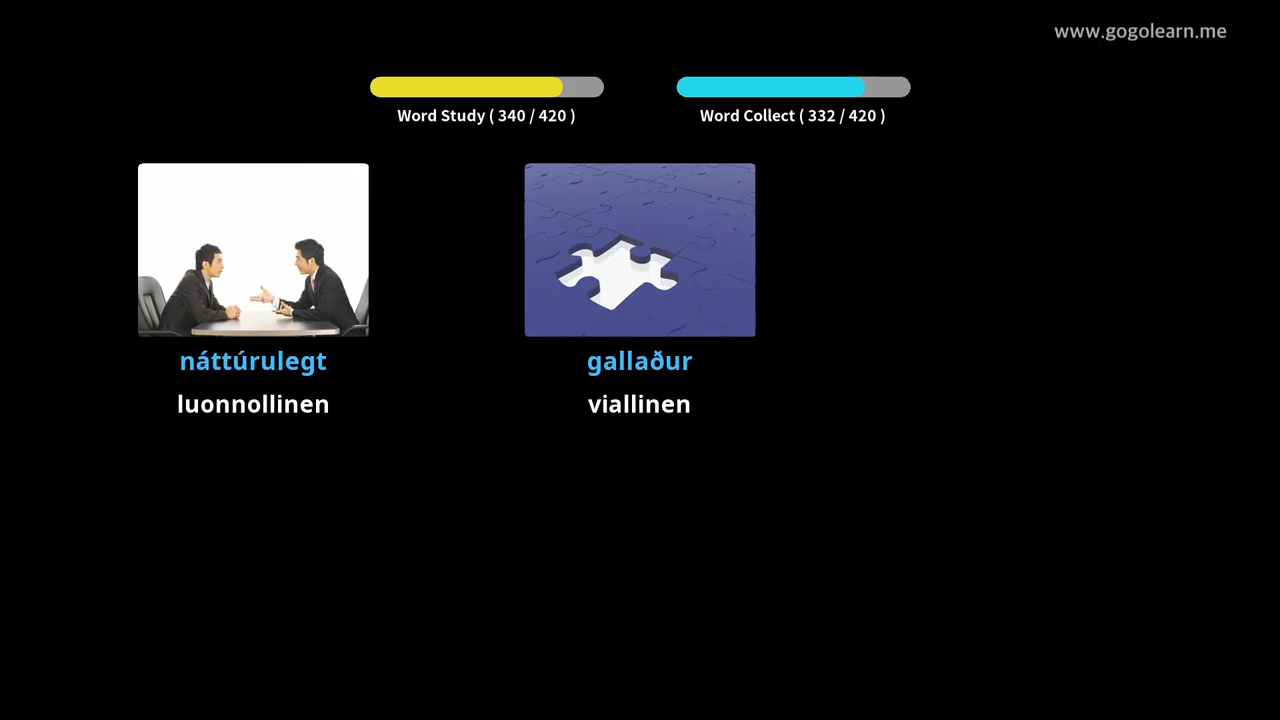 www.gogolearn.me
Word Study ( 340 / 420 )
Word Collect ( 332 / 420 )
náttúrulegt
gallaður
luonnollinen
viallinen